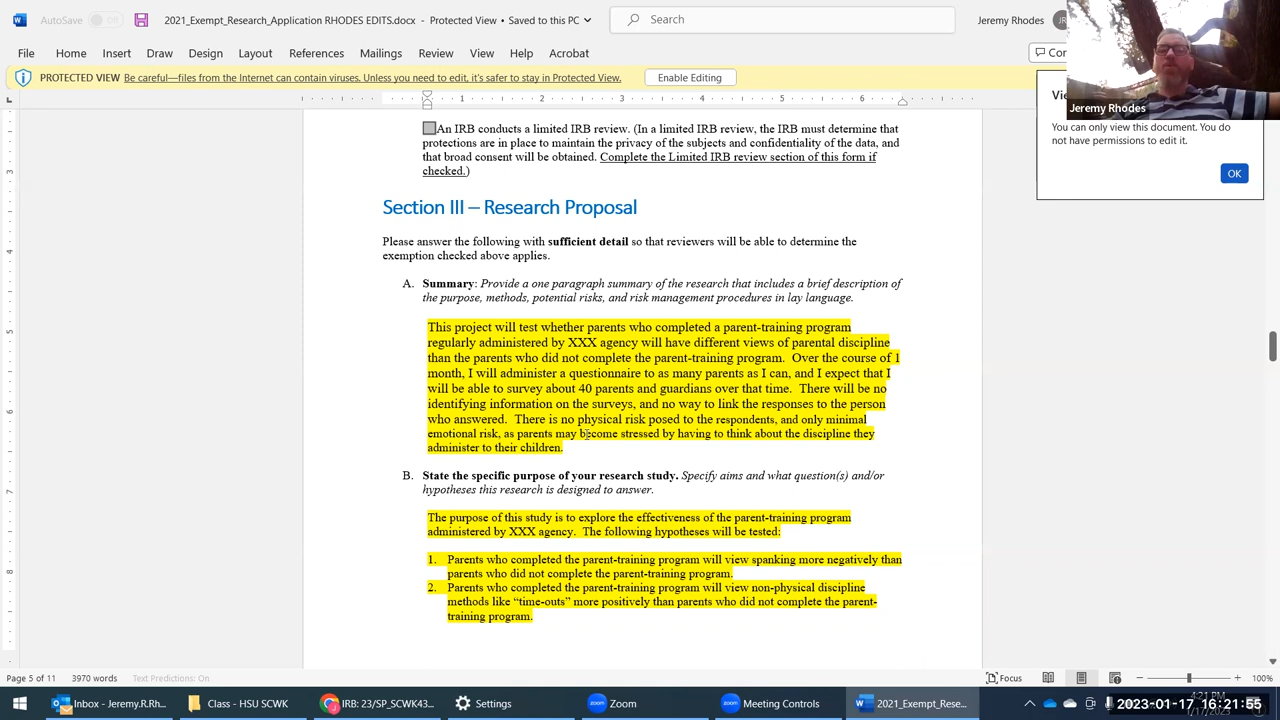 AutoSave Off 2021_Exempt_Research_Application RHODES EDITS.docx - Protected View • Saved to this PC Search Jeremy Rhodes
File Home Insert Draw Design Layout References Mailings Review View Help Acrobat
PROTECTED VIEW Be careful—files from the Internet can contain viruses. Unless you need to edit, it's safer to stay in Protected View. Enable Editing
Jeremy Rhodes
You can only view this document. You do
not have permissions to edit it.
OK
1 2 3 4 5 6
An IRB conducts a limited IRB review. (In a limited IRB review, the IRB must determine that
protections are in place to maintain the privacy of the subjects and confidentiality of the data, and
that broad consent will be obtained. Complete the Limited IRB review section of this form if
checked.)
Section III – Research Proposal
Please answer the following with sufficient detail so that reviewers will be able to determine the
exemption checked above applies.
A. Summary: Provide a one paragraph summary of the research that includes a brief description of
the purpose, methods, potential risks, and risk management procedures in lay language.
This project will test whether parents who completed a parent-training program
regularly administered by XXX agency will have different views of parental discipline
than the parents who did not complete the parent-training program. Over the course of 1
month, I will administer a questionnaire to as many parents as I can, and I expect that I
will be able to survey about 40 parents and guardians over that time. There will be no
identifying information on the surveys, and no way to link the responses to the person
who answered. There is no physical risk posed to the respondents, and only minimal
emotional risk, as parents may become stressed by having to think about the discipline they
administer to their children.
B. State the specific purpose of your research study. Specify aims and what question(s) and/or
hypotheses this research is designed to answer.
The purpose of this study is to explore the effectiveness of the parent-training program
administered by XXX agency. The following hypotheses will be tested:
1. Parents who completed the parent-training program will view spanking more negatively than
parents who did not complete the parent-training program.
2. Parents who completed the parent-training program will view non-physical discipline
methods like “time-outs” more positively than parents who did not complete the parent-
training program.
Page 5 of 11 3970 words Text Predictions: On Focus 100%
Inbox - Jeremy.R.Rh... Class - HSU SCWK IRB: 23/SP_SCWK43... Settings Zoom Meeting Controls 2021_Exempt_Rese...
4:21 PM
1/17/2023
2023-01-17 16:21:55